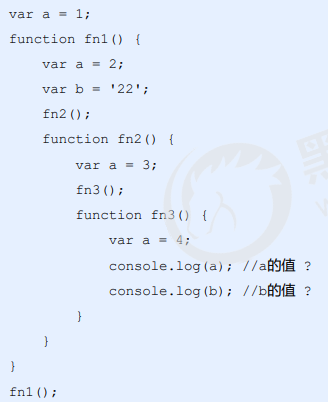 var a = 1;
function fn1() {
    var a = 2;
    var b = '22';
    fn2();
    function fn2() {
        var a = 3;
        fn3();
        function fn3() {
            var a = 4;
            console.log(a); //a的值 ?
            console.log(b); //b的值 ?
        }
    }
}
fn1();
黑